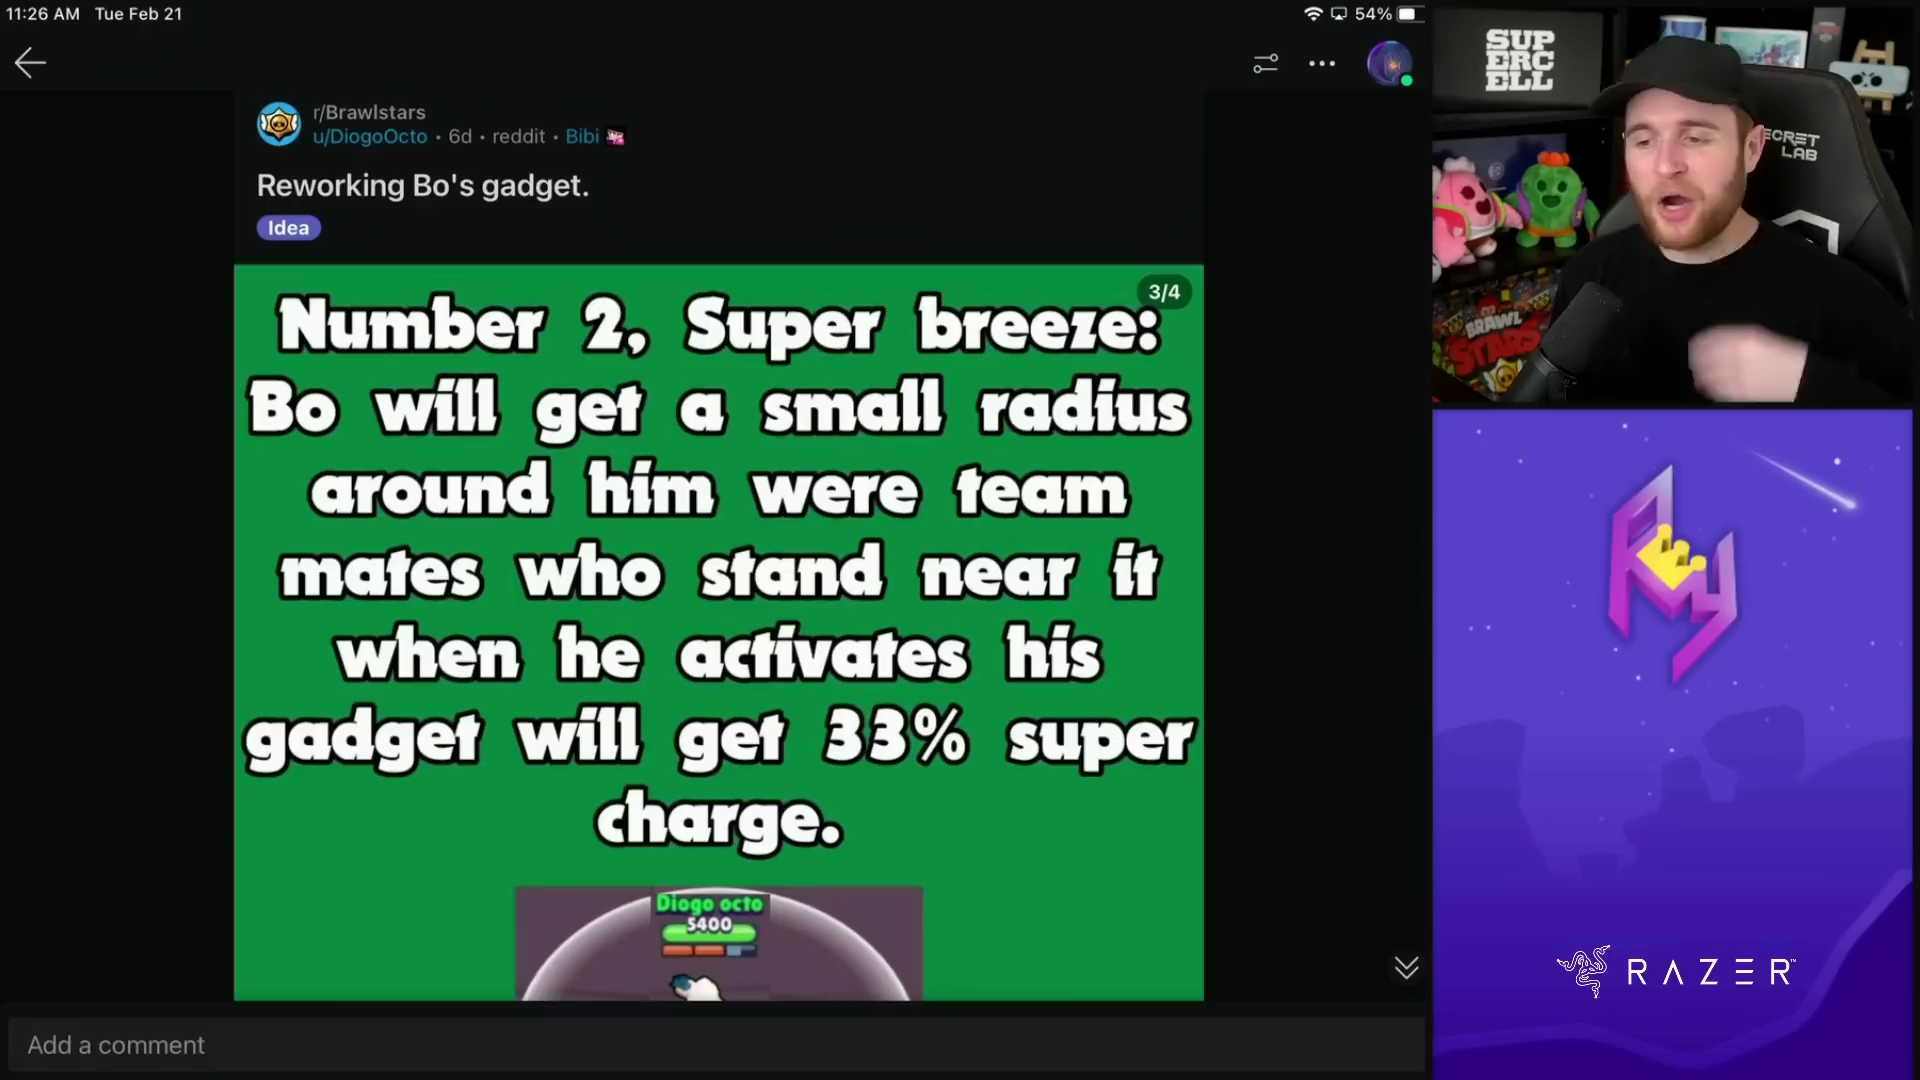 11:26 AM Tue Feb 21
54%
r/Brawlstars
u/DiogoOcto • 6d • reddit • Bibi
Reworking Bo's gadget.
Idea
3/4
Number 2, Super breeze:
Bo will get a small radius
around him were team
mates who stand near it
when he activates his
gadget will get 33% super
charge.
Diogo octo
5400
Add a comment
SUP
ERC
ELL
ECRET
LAB
BRAWL
STARS
Ry
RAZER™